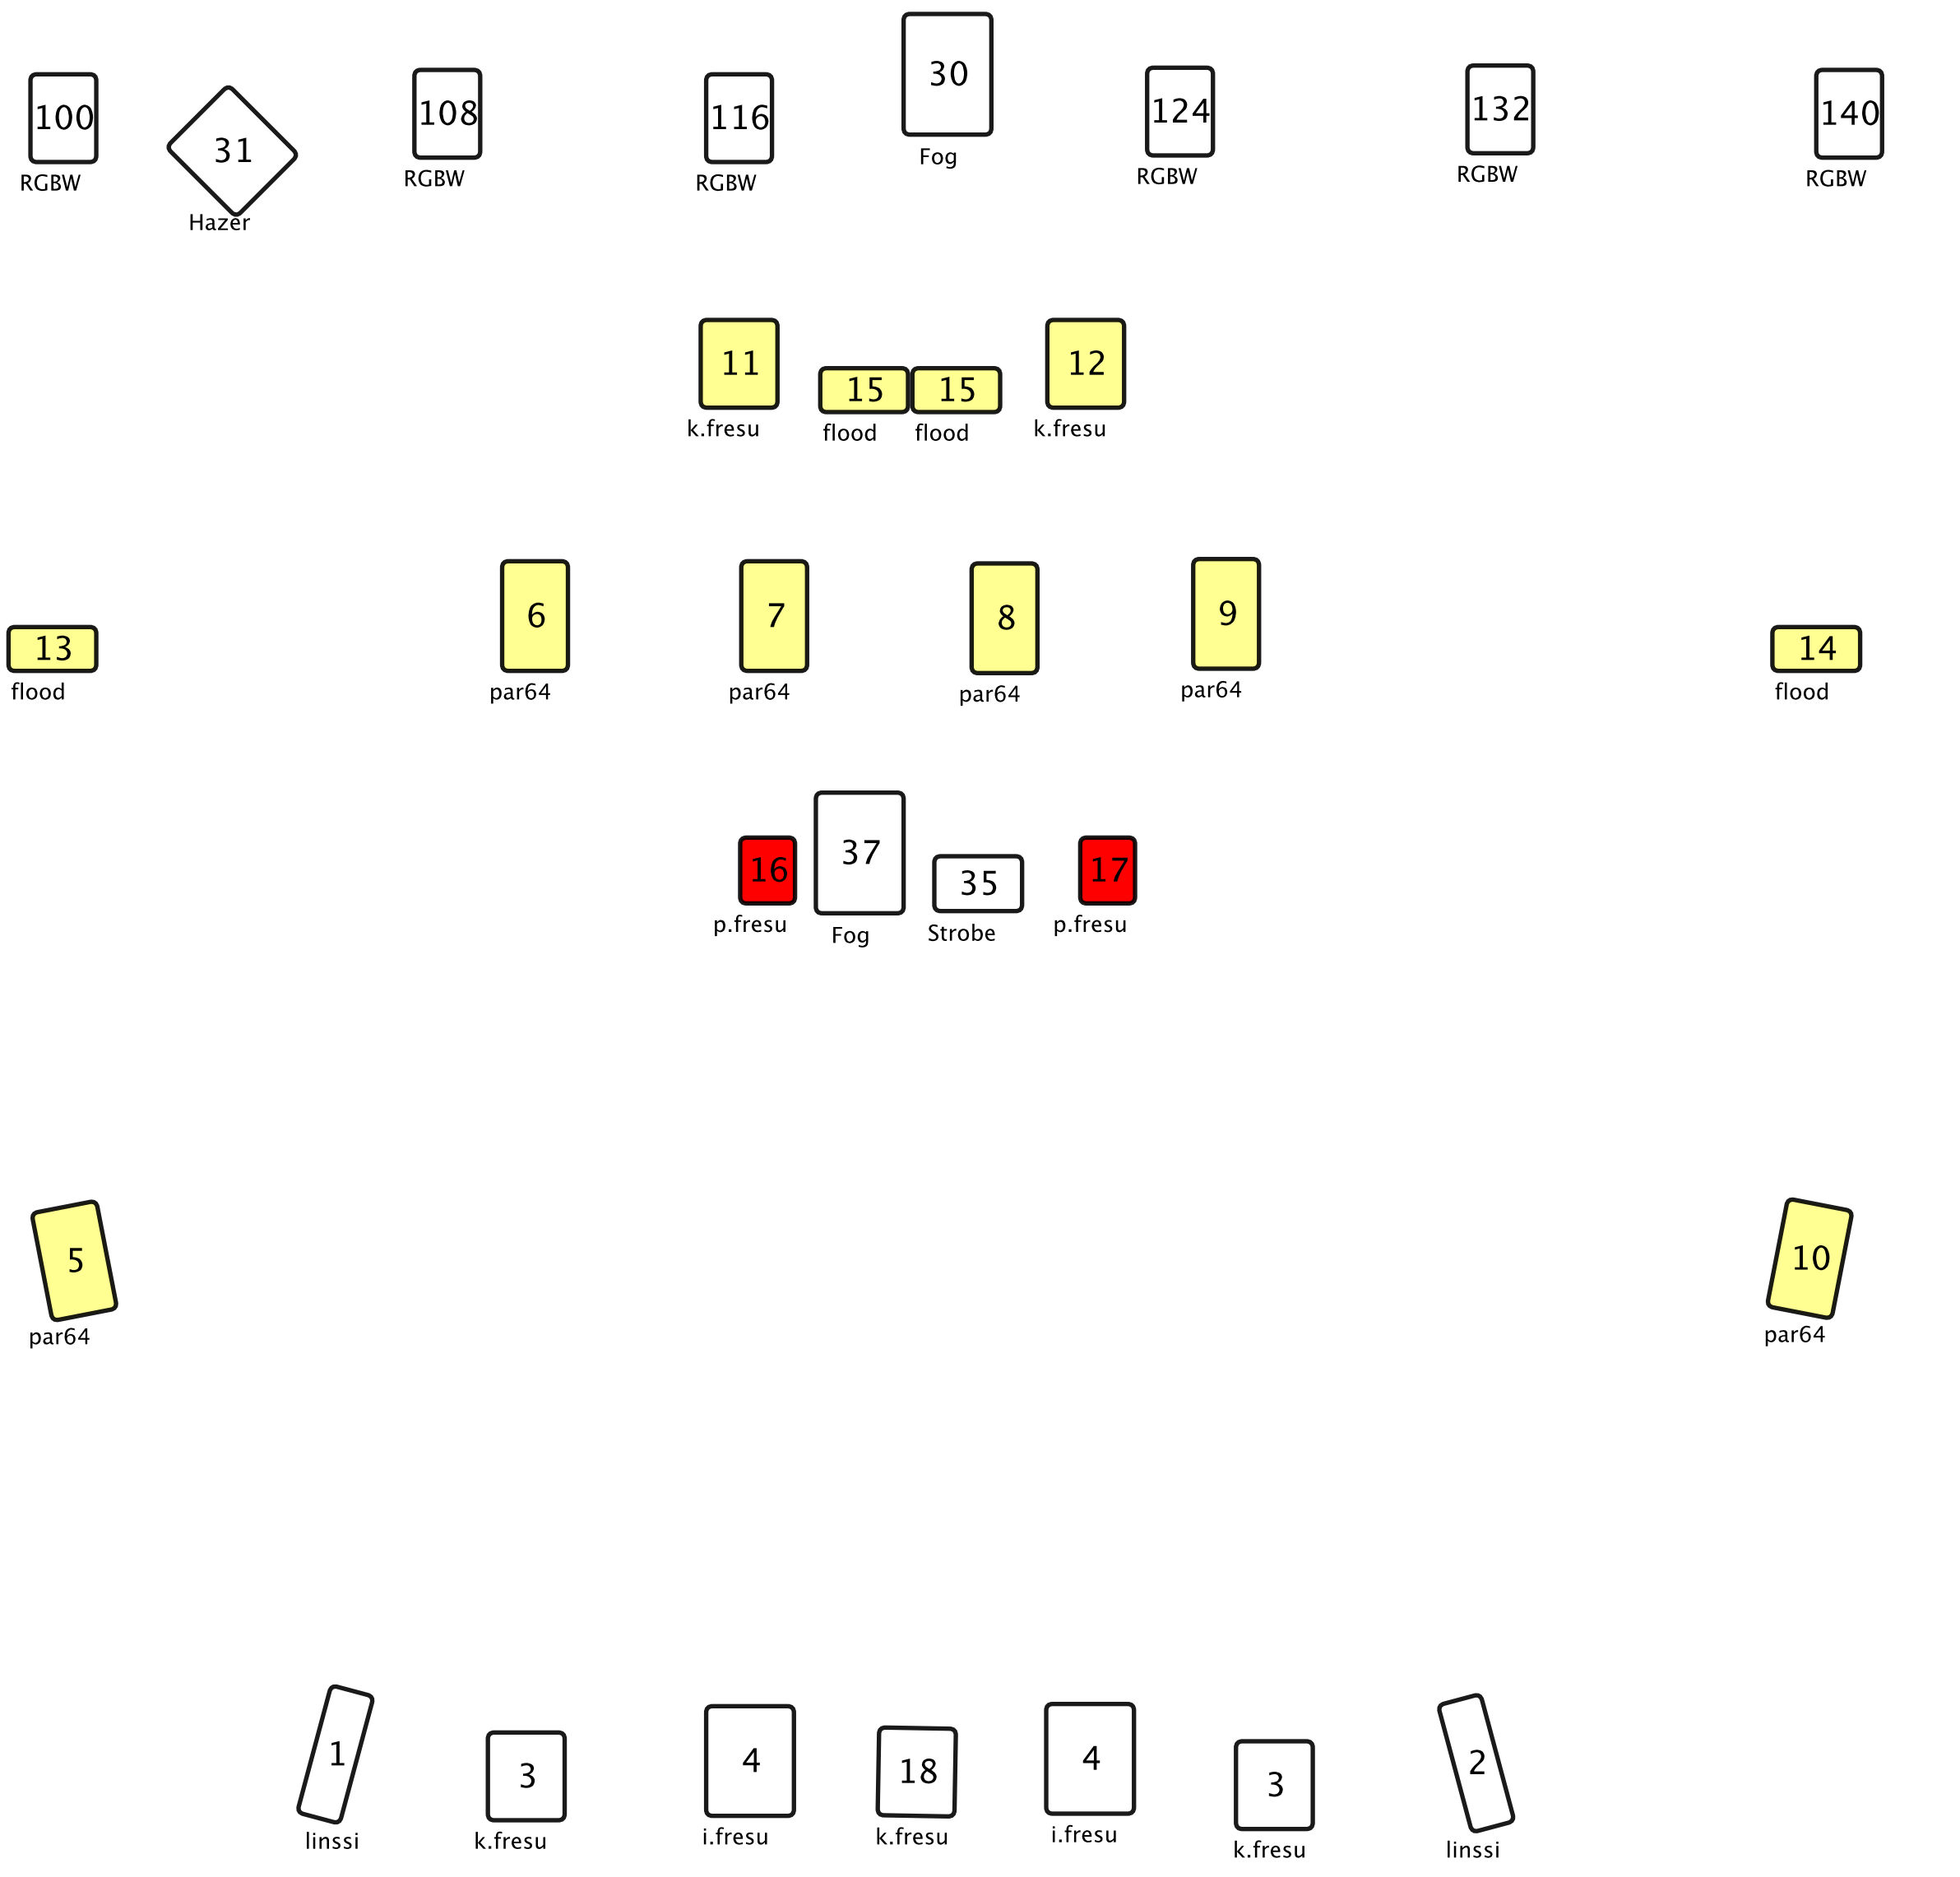 30
Fog
100
RGBW
31
Hazer
108
RGBW
116
RGBW
124
RGBW
132
RGBW
140
RGBW
11
k.fresu
15
flood
15
flood
12
k.fresu
13
flood
6
par64
7
par64
8
par64
9
par64
14
flood
16
p.fresu
37
Fog
35
Strobe
17
p.fresu
5
par64
10
par64
1
linssi
3
k.fresu
4
i.fresu
18
k.fresu
4
i.fresu
3
k.fresu
2
linssi